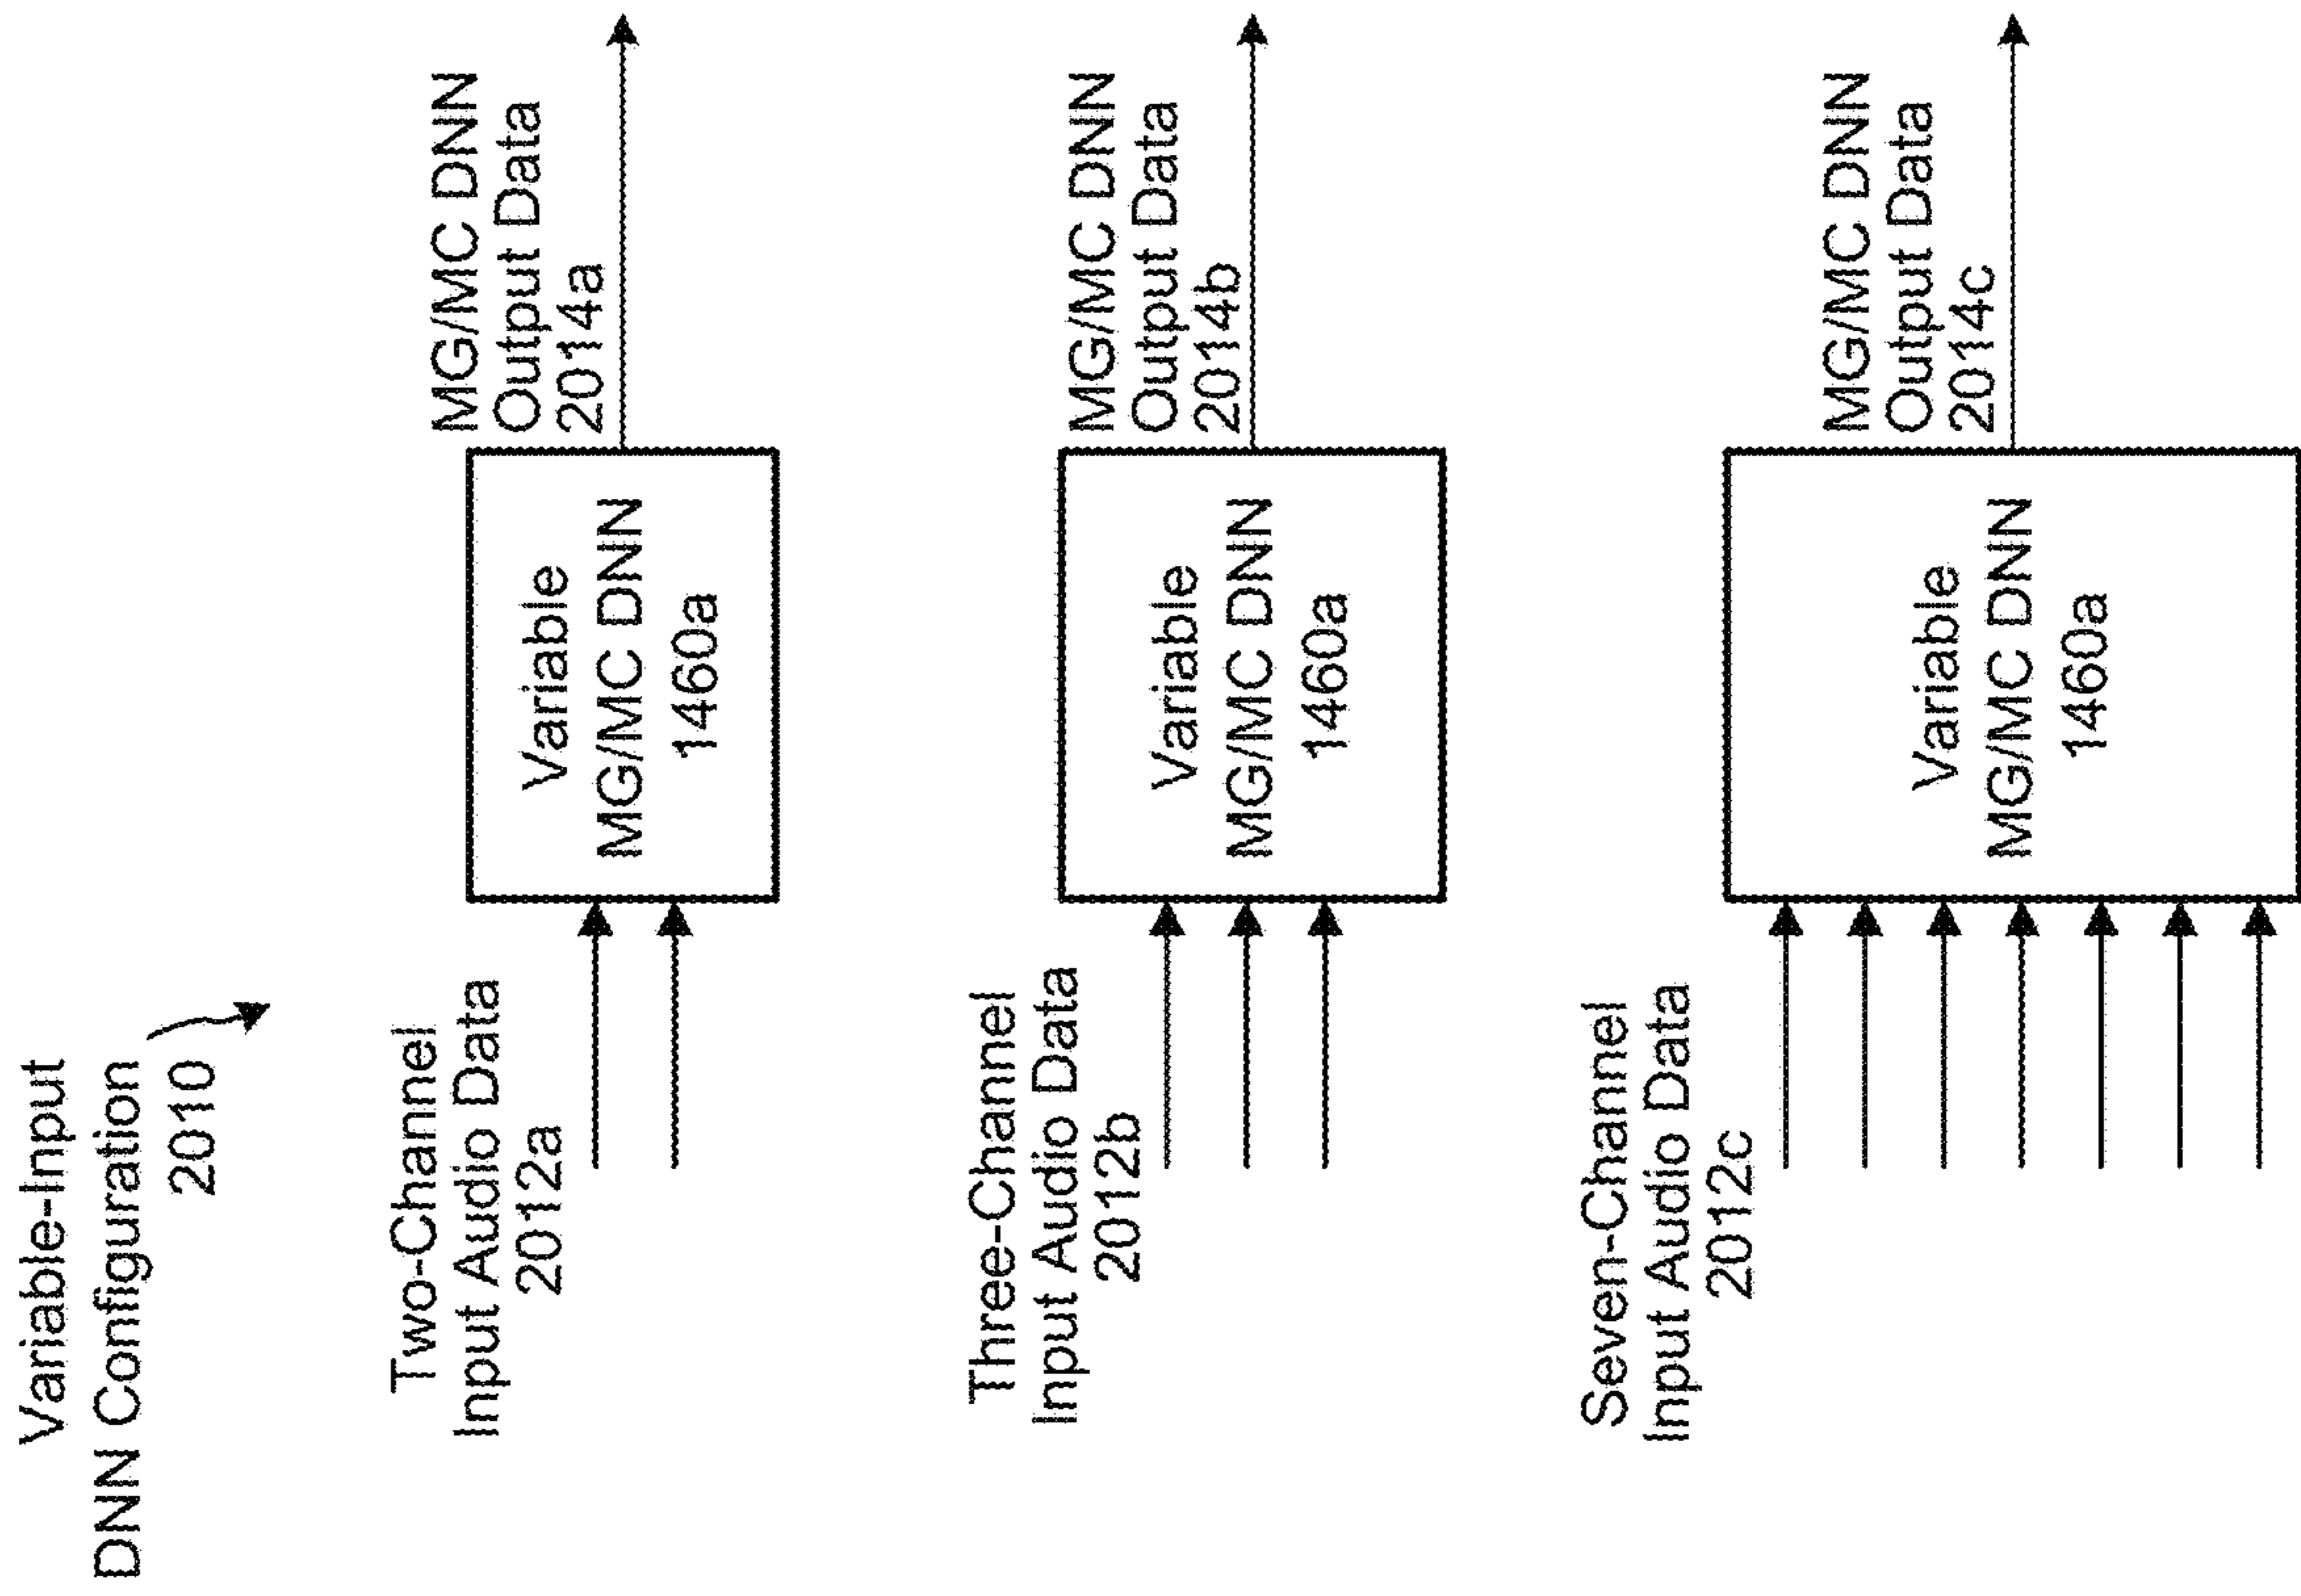 Variable-Input
DNN Configuration
2010
Two-Channel
Input Audio Data
2012a
Variable
MG/MC DNN
1460a
MG/MC DNN
Output Data
2014a
Three-Channel
Input Audio Data
2012b
Variable
MG/MC DNN
1460a
MG/MC DNN
Output Data
2014b
Seven-Channel
Input Audio Data
2012c
Variable
MG/MC DNN
1460a
MG/MC DNN
Output Data
2014c